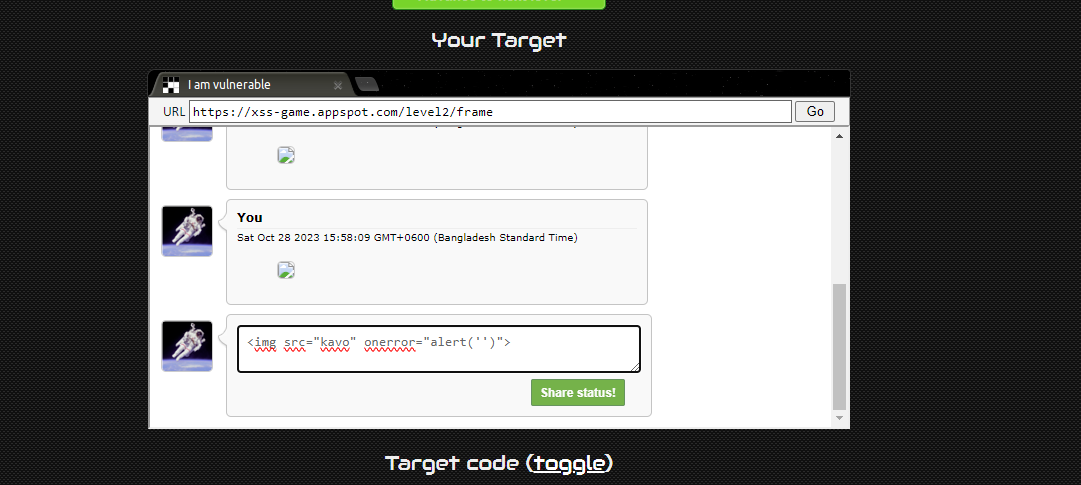 Your Target
I am vulnerable
URL https://xss-game.appspot.com/level2/frame Go
You
Sat Oct 28 2023 15:58:09 GMT+0600 (Bangladesh Standard Time)
<img src="kavo" onerror="alert('')">
Share status!
Target code (toggle)